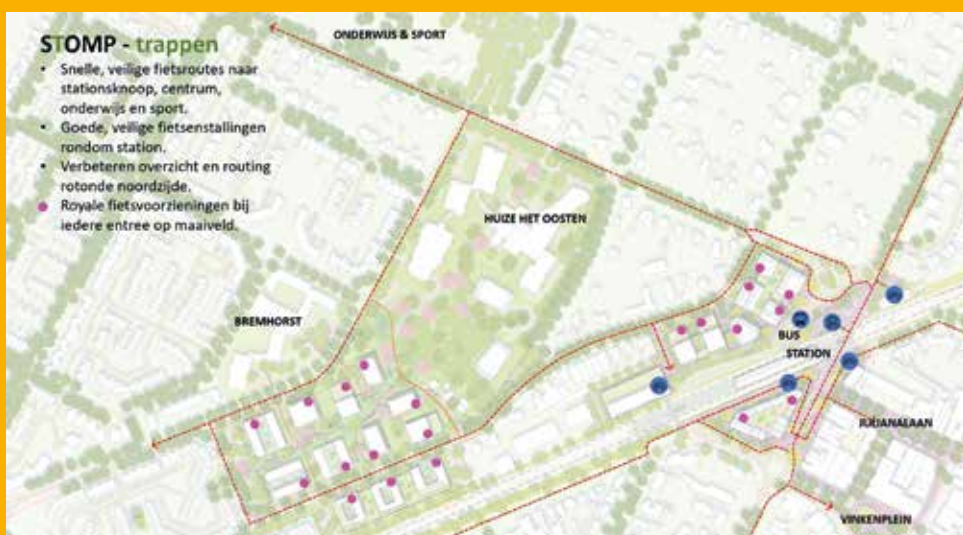 STOMP - trappen
• Snelle, veilige fietsroutes naar
stationsknoop, centrum,
onderwijs en sport.
• Goede, veilige fietsenstallingen
rondom station.
• Verbeteren overzicht en routing
rotonde noordzijde.
• Royale fietsvoorzieningen bij
iedere entree op maaiveld.
ONDERWIJS & SPORT
HUIZE HET OOSTEN
BREMHORST
BUS
STATION
JULIANALAAN
VINKENPLEIN